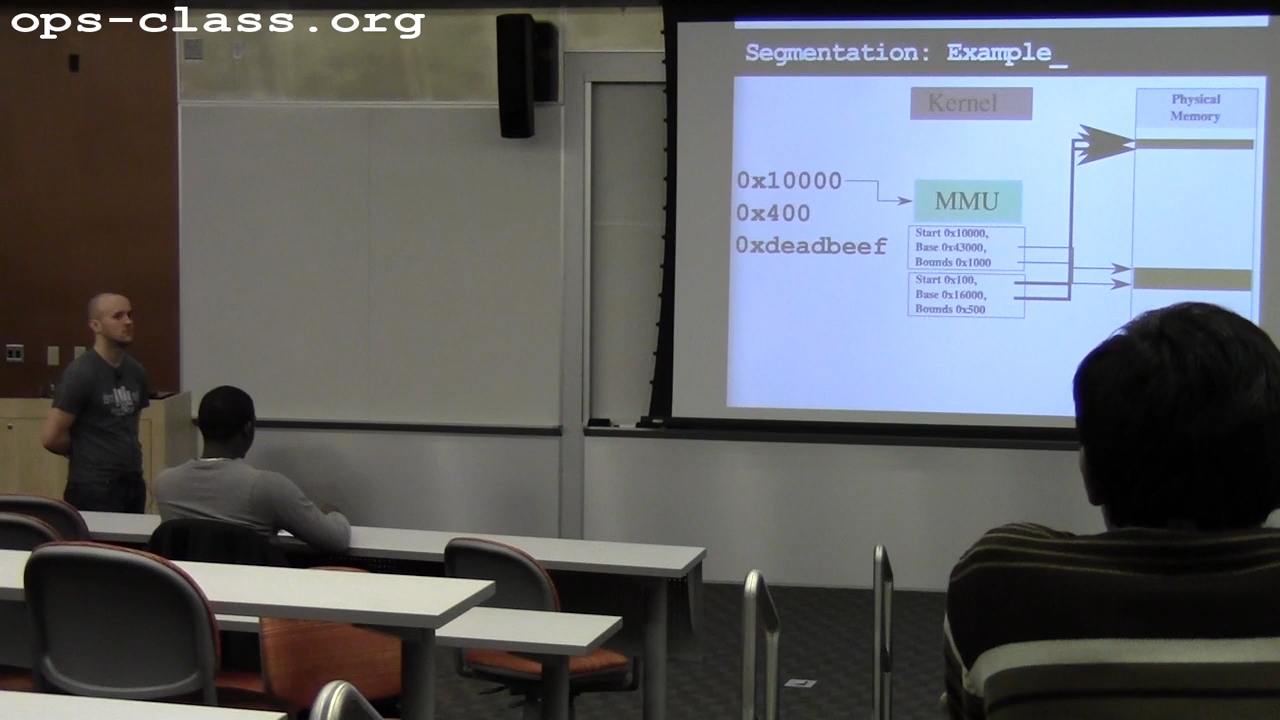 ops-class.org
Segmentation: Example_
Kernel
Physical
Memory
0x10000
0x400
0xdeadbeef
MMU
Start 0x10000,
Base 0x43000,
Bounds 0x1000
Start 0x100,
Base 0x16000,
Bounds 0x500